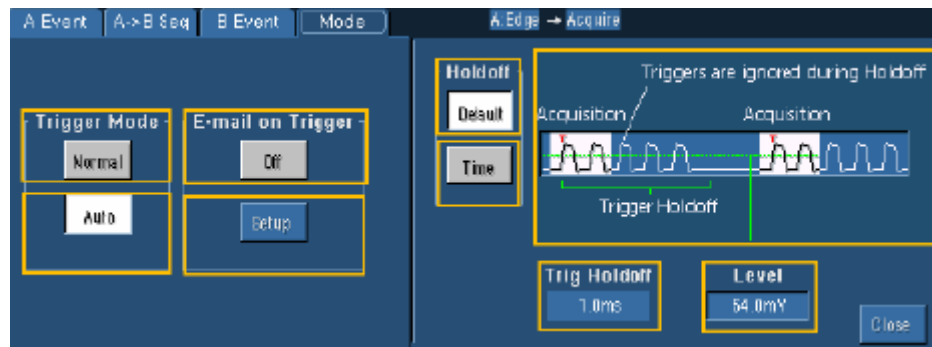 A Event A->B Seq B Event Mode
A:Edge → Acquire
Trigger Mode
Normal
Auto
E-mail on Trigger
Off
Setup
Holdoff
Default
Time
Triggers are ignored during Holdoff
Acquisition Acquisition
Trigger Holdoff
Trig Holdoff
1.0ms
Level
54.0mV
Close